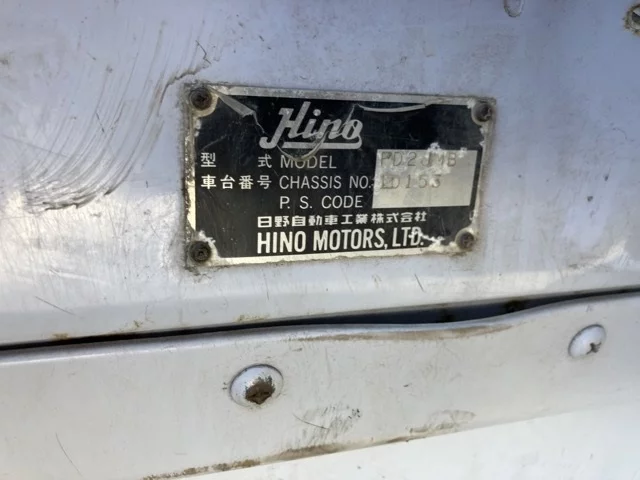 Hino
型 式 MODEL
車台番号 CHASSIS NO.
P. S. CODE
日野自動車工業株式会社
HINO MOTORS, LTD.